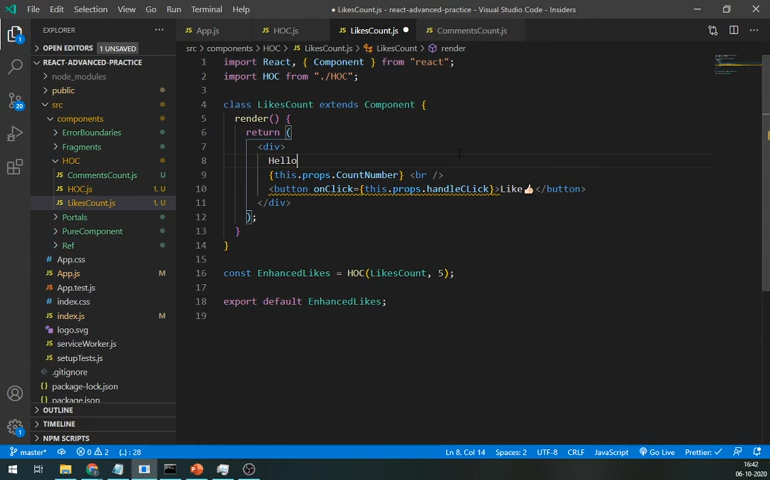 File Edit Selection View Go Run Terminal Help
● LikesCount.js - react-advanced-practice - Visual Studio Code - Insiders
EXPLORER
OPEN EDITORS 1 UNSAVED
REACT-ADVANCED-PRACTICE
node_modules
public
src
components
ErrorBoundaries
Fragments
HOC
CommentsCount.js U
HOC.js 1, U
LikesCount.js 1, U
Portals
PureComponent
Ref
App.css
App.js M
App.test.js
index.css
index.js M
logo.svg
serviceWorker.js
setupTests.js
.gitignore
package-lock.json
package.json
OUTLINE
TIMELINE
NPM SCRIPTS
App.js HOC.js LikesCount.js ● CommentsCount.js
src > components > HOC > LikesCount.js > LikesCount > render
1 import React, { Component } from "react";
2 import HOC from "./HOC";
3
4 class LikesCount extends Component {
5 render() {
6 return (
7 <div>
8 Hello
9 {this.props.CountNumber} <br />
10 <button onClick={this.props.handleCLick}>Like👍🏻</button>
11 </div>
12 );
13 }
14 }
15
16 const EnhancedLikes = HOC(LikesCount, 5);
17
18 export default EnhancedLikes;
19
master* 0 2 {..} : 28 Ln 8, Col 14 Spaces: 2 UTF-8 CRLF JavaScript Go Live Prettier: ✓
16:42
06-10-2020